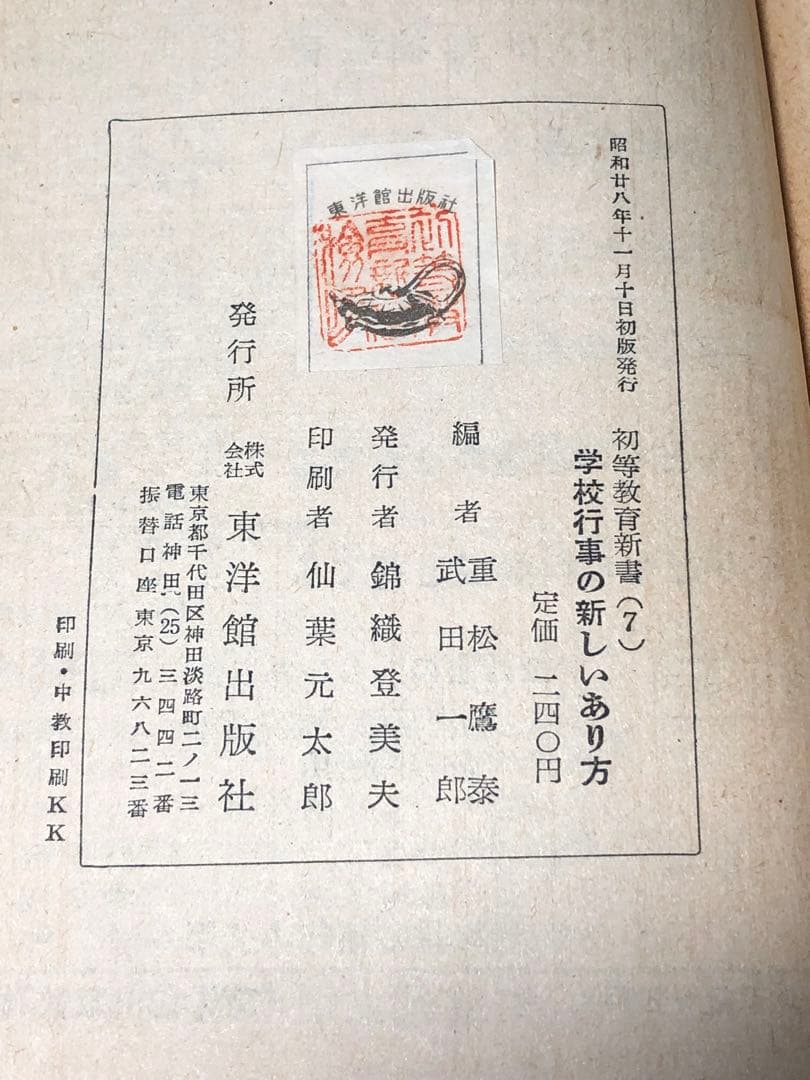 昭和廿八年十一月十日初版発行
初等教育新書(7)
学校行事の新しいあり方
定価 二四〇円
編者 重松鷹泰
武田一郎
発行者 錦織登美夫
印刷者 仙葉元太郎
発行所 株式会社 東洋館出版社
東京都千代田区神田淡路町二ノ一三
電話神田(25)三四四二番
振替口座東京九六八二三番
印刷・中教印刷KK
東洋館出版社